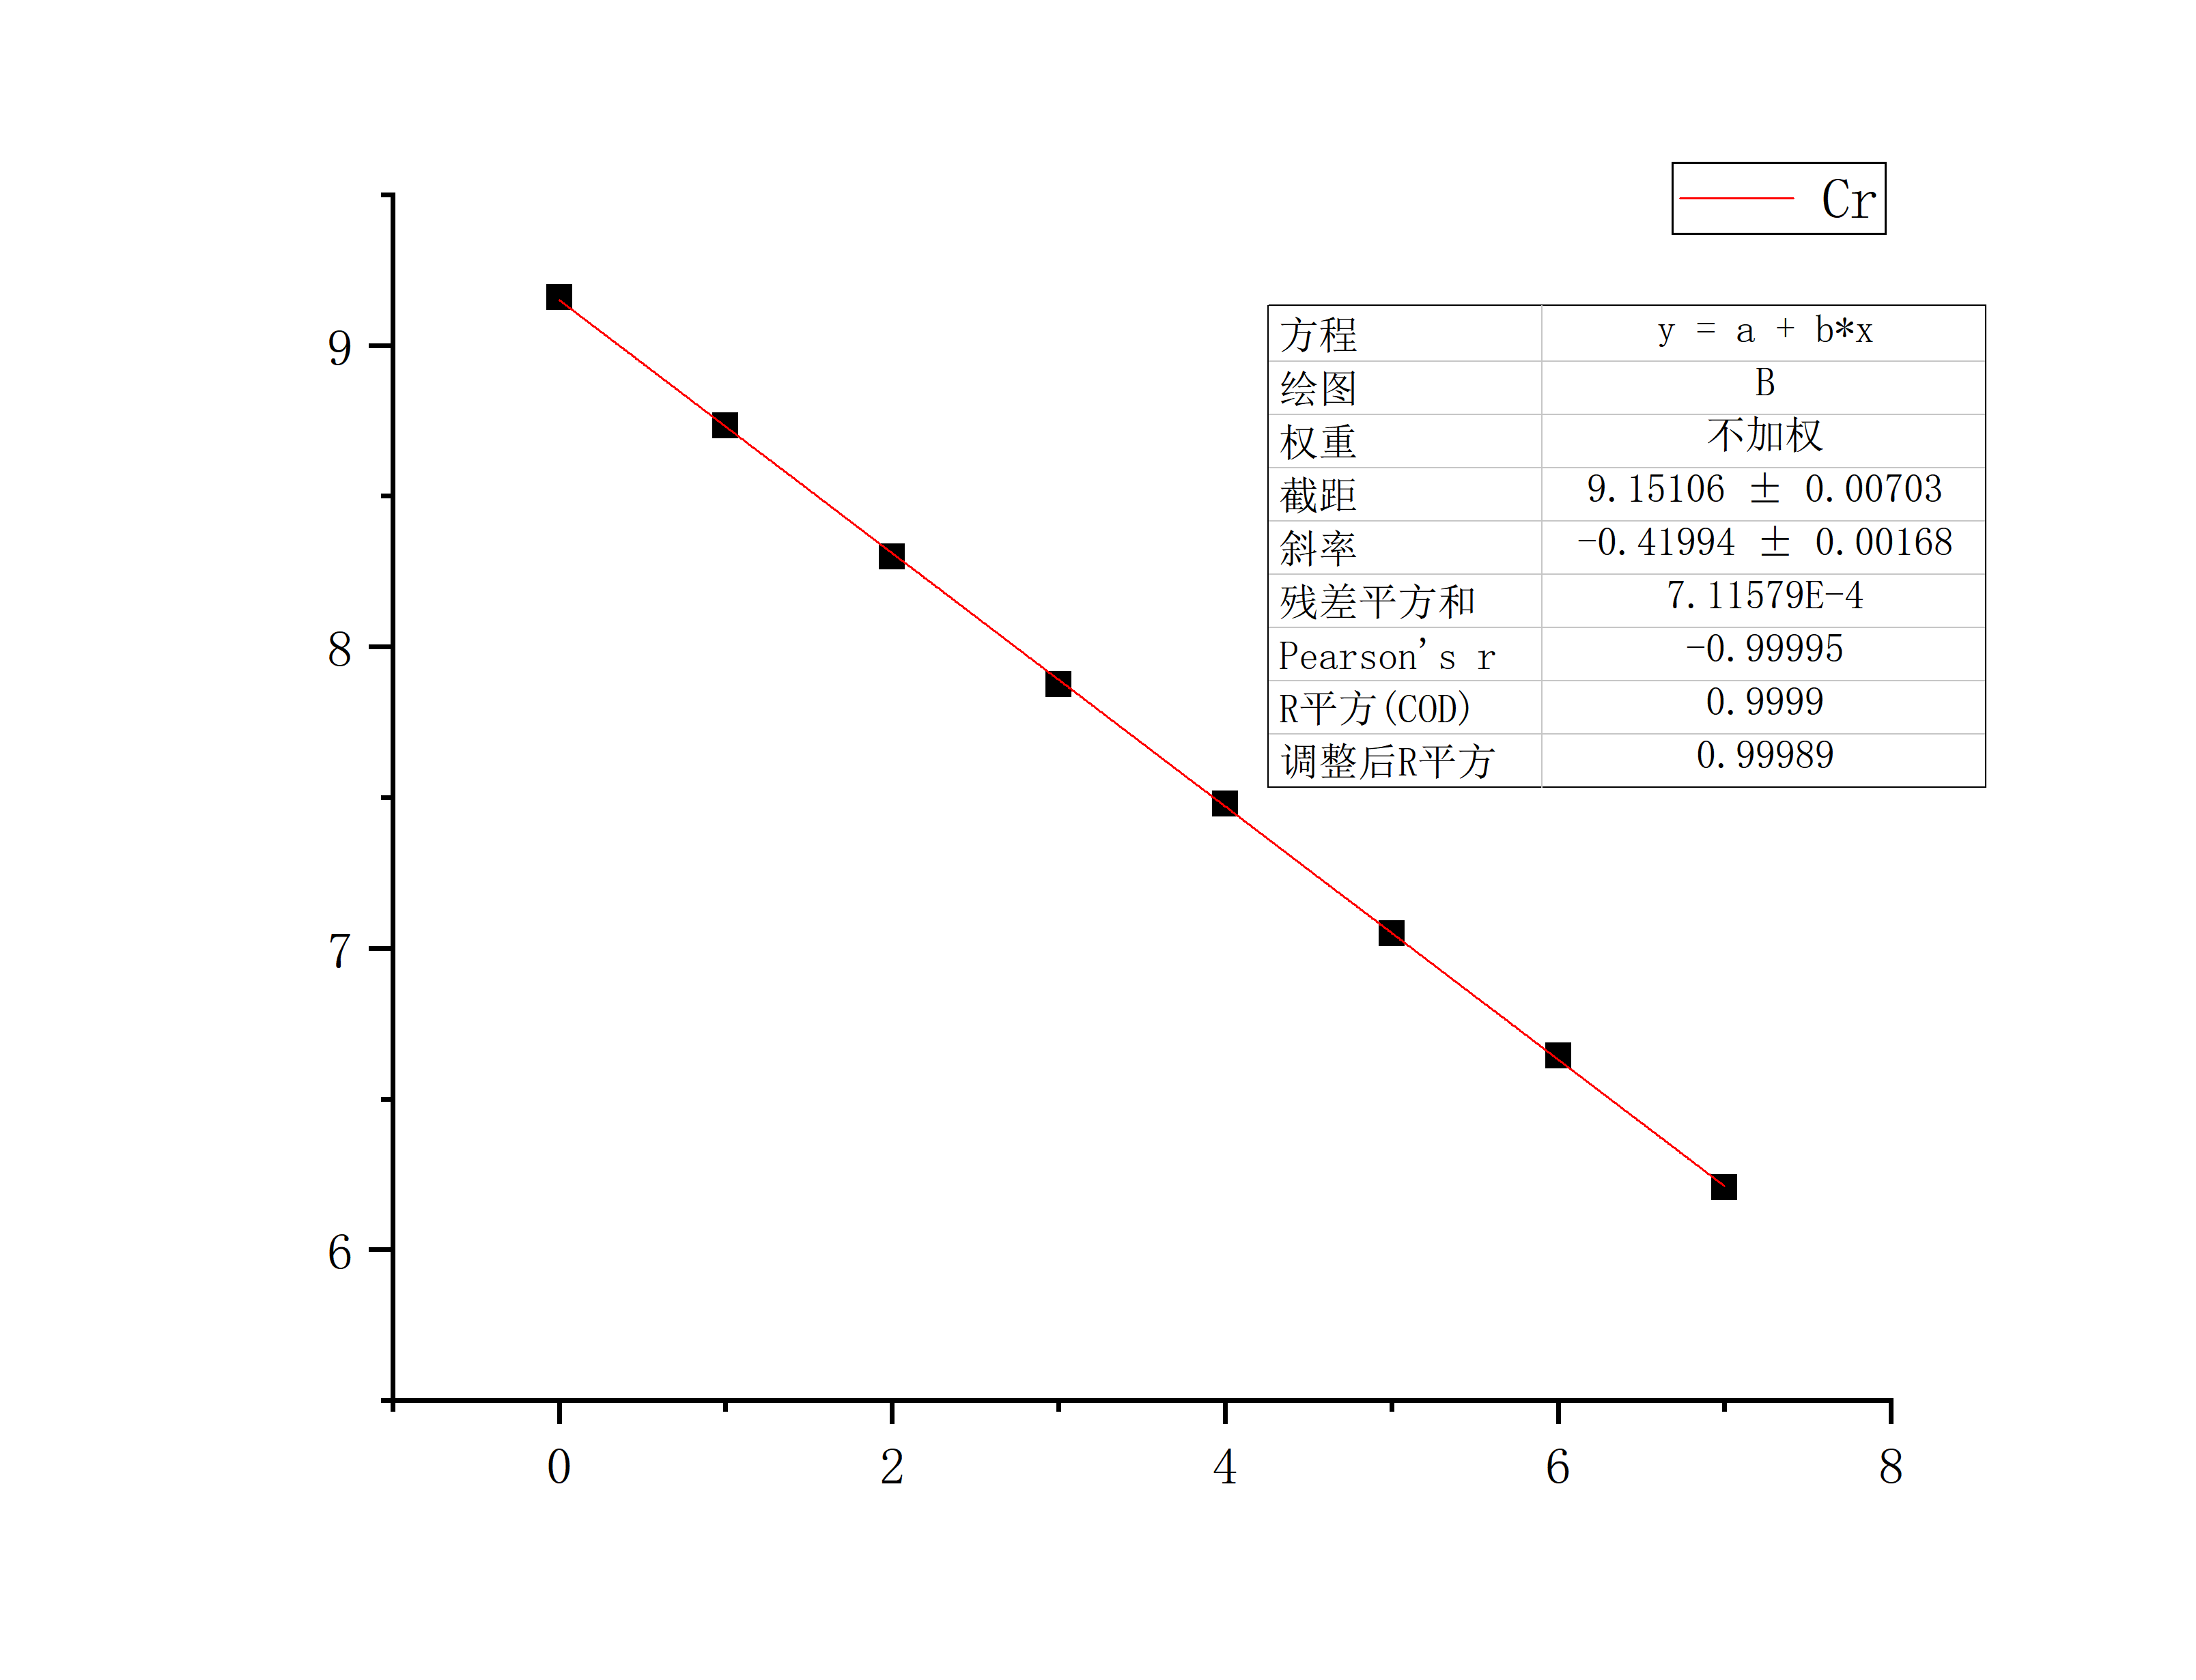 Cr
方程 y = a + b*x
绘图 B
权重 不加权
截距 9.15106 ± 0.00703
斜率 -0.41994 ± 0.00168
残差平方和 7.11579E-4
Pearson's r -0.99995
R平方(COD) 0.9999
调整后R平方 0.99989
9
8
7
6
0 2 4 6 8